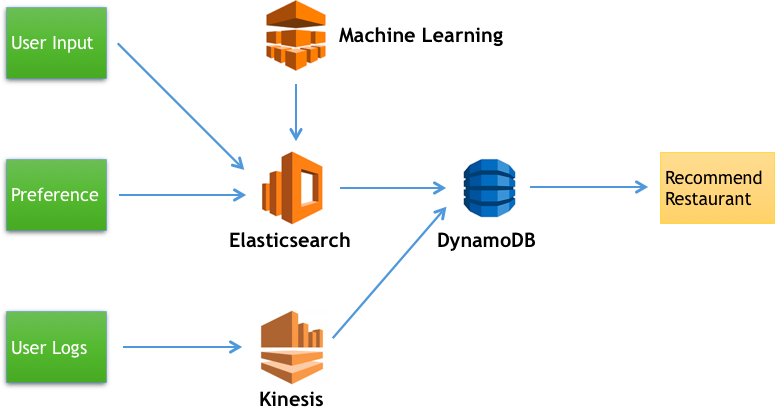 User Input
Machine Learning
Preference
Elasticsearch
DynamoDB
Recommend
Restaurant
User Logs
Kinesis